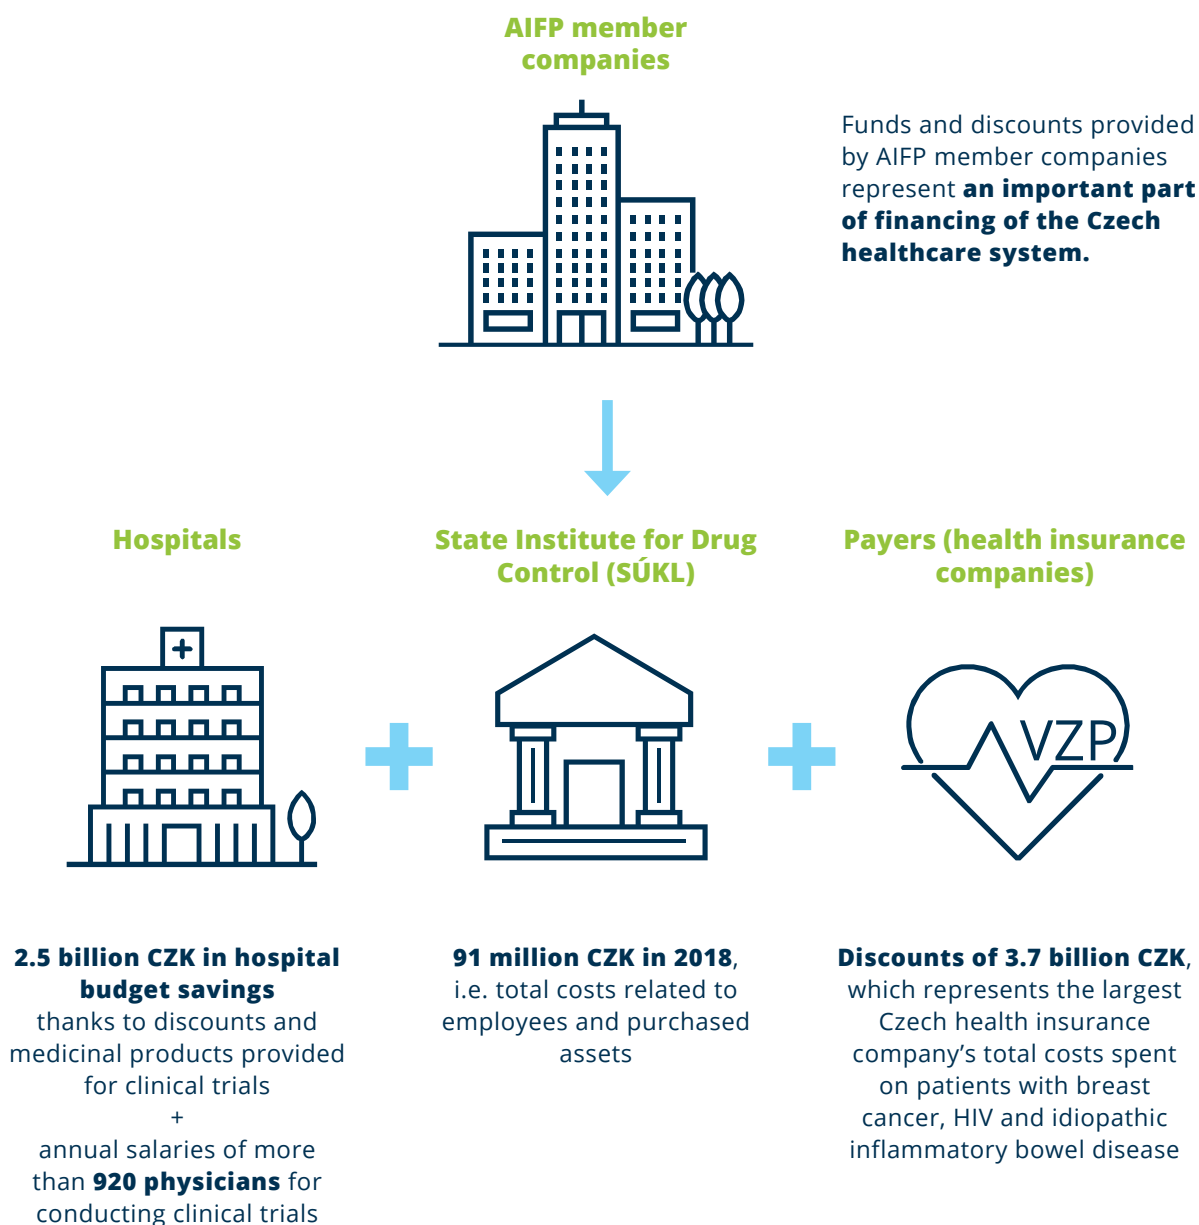 AIFP member
companies
Funds and discounts provided
by AIFP member companies
represent an important part
of financing of the Czech
healthcare system.
Hospitals
State Institute for Drug
Control (SÚKL)
Payers (health insurance
companies)
VZP
2.5 billion CZK in hospital
budget savings
thanks to discounts and
medicinal products provided
for clinical trials
+
annual salaries of more
than 920 physicians for
conducting clinical trials
91 million CZK in 2018,
i.e. total costs related to
employees and purchased
assets
Discounts of 3.7 billion CZK,
which represents the largest
Czech health insurance
company’s total costs spent
on patients with breast
cancer, HIV and idiopathic
inflammatory bowel disease